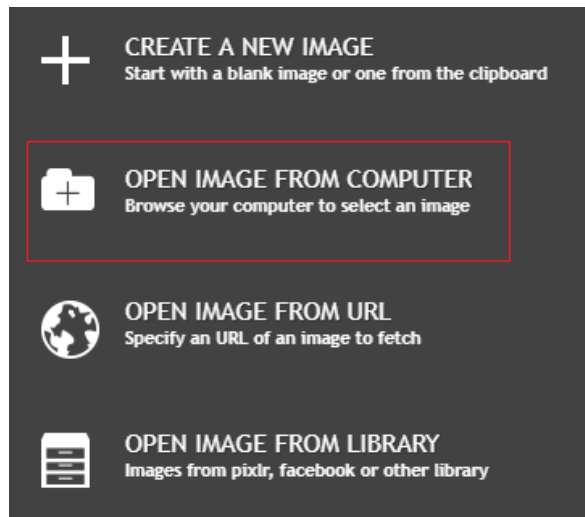 CREATE A NEW IMAGE
Start with a blank image or one from the clipboard
OPEN IMAGE FROM COMPUTER
Browse your computer to select an image
OPEN IMAGE FROM URL
Specify an URL of an image to fetch
OPEN IMAGE FROM LIBRARY
Images from pixlr, facebook or other library